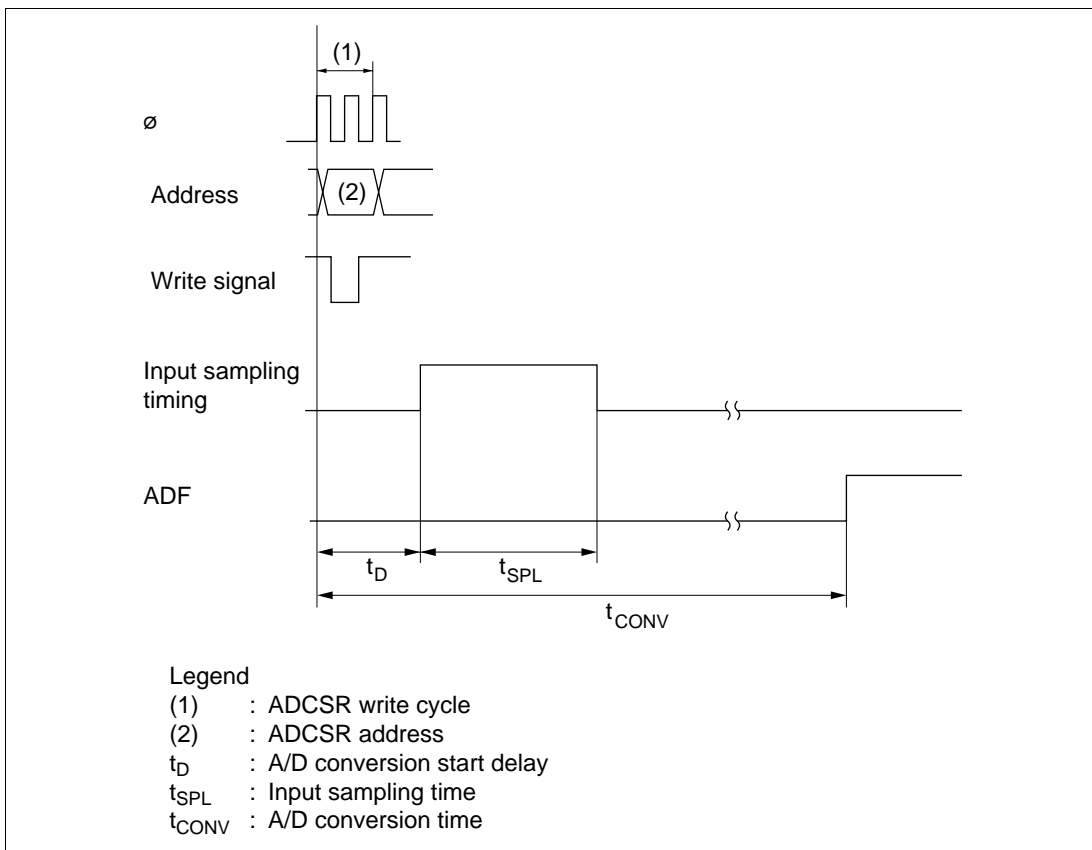 (1)
ø
Address
(2)
Write signal
Input sampling
timing
ADF
tD
tSPL
tCONV
Legend
(1) : ADCSR write cycle
(2) : ADCSR address
tD : A/D conversion start delay
tSPL : Input sampling time
tCONV : A/D conversion time